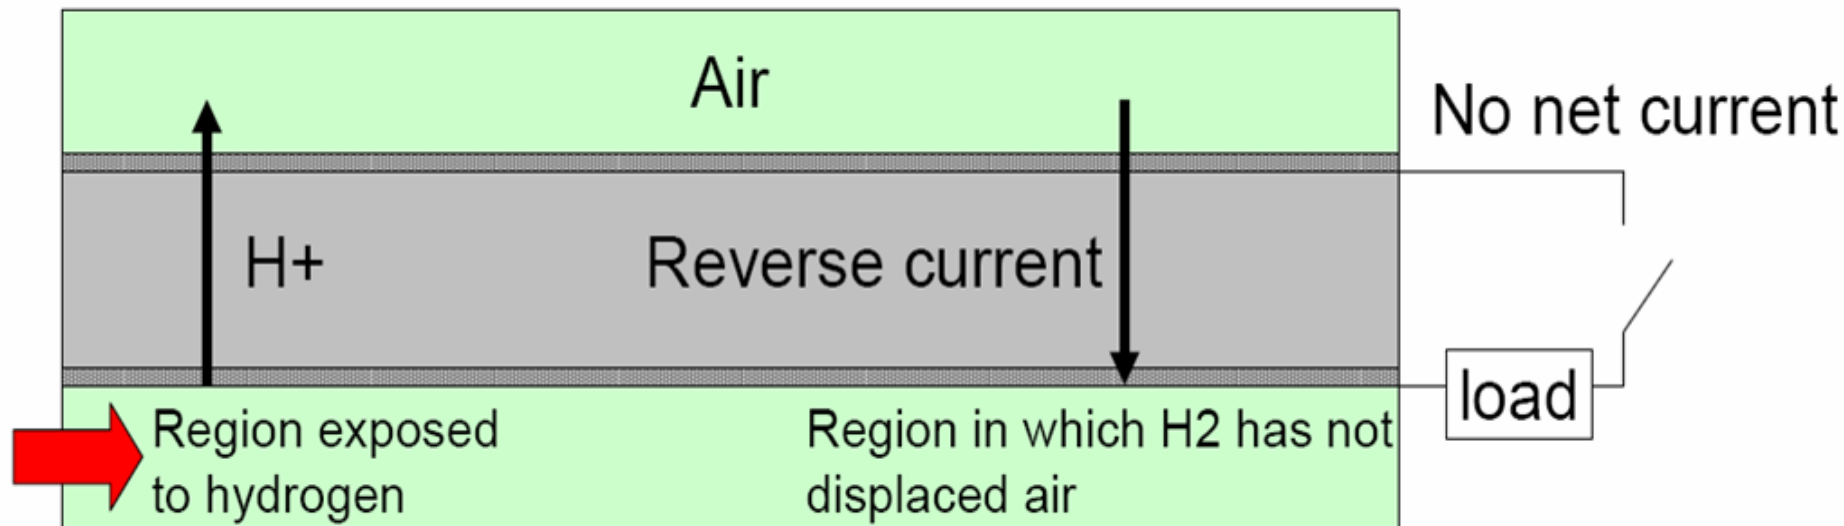 Air
No net current
H+
Reverse current
load
Region exposed
to hydrogen
Region in which H2 has not
displaced air